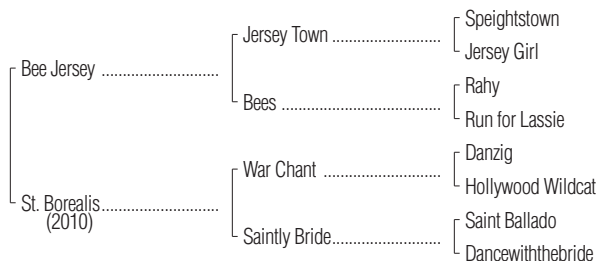 Speightstown
Jersey Town ..........................
Jersey Girl
Bee Jersey ............................
Rahy
Bees ......................................
Run for Lassie
Danzig
War Chant ............................
Hollywood Wildcat
St. Borealis ............................
(2010)
Saint Ballado
Saintly Bride..........................
Dancewiththebride